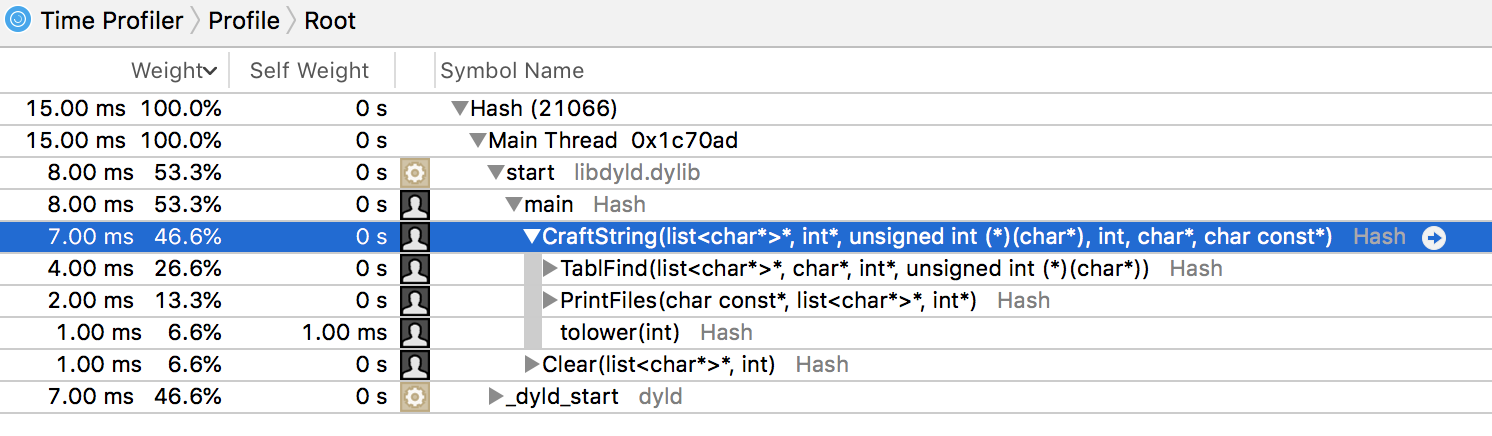 Time Profiler Profile Root
Weight Self Weight Symbol Name
15.00 ms 100.0% 0 s Hash (21066)
15.00 ms 100.0% 0 s Main Thread 0x1c70ad
8.00 ms 53.3% 0 s start libdyld.dylib
8.00 ms 53.3% 0 s main Hash
7.00 ms 46.6% 0 s CraftString(list<char*>*, int*, unsigned int (*)(char*), int, char*, char const*) Hash
4.00 ms 26.6% 0 s TablFind(list<char*>*, char*, int*, unsigned int (*)(char*)) Hash
2.00 ms 13.3% 0 s PrintFiles(char const*, list<char*>*, int*) Hash
1.00 ms 6.6% 1.00 ms tolower(int) Hash
1.00 ms 6.6% 0 s Clear(list<char*>*, int) Hash
7.00 ms 46.6% 0 s _dyld_start dyld